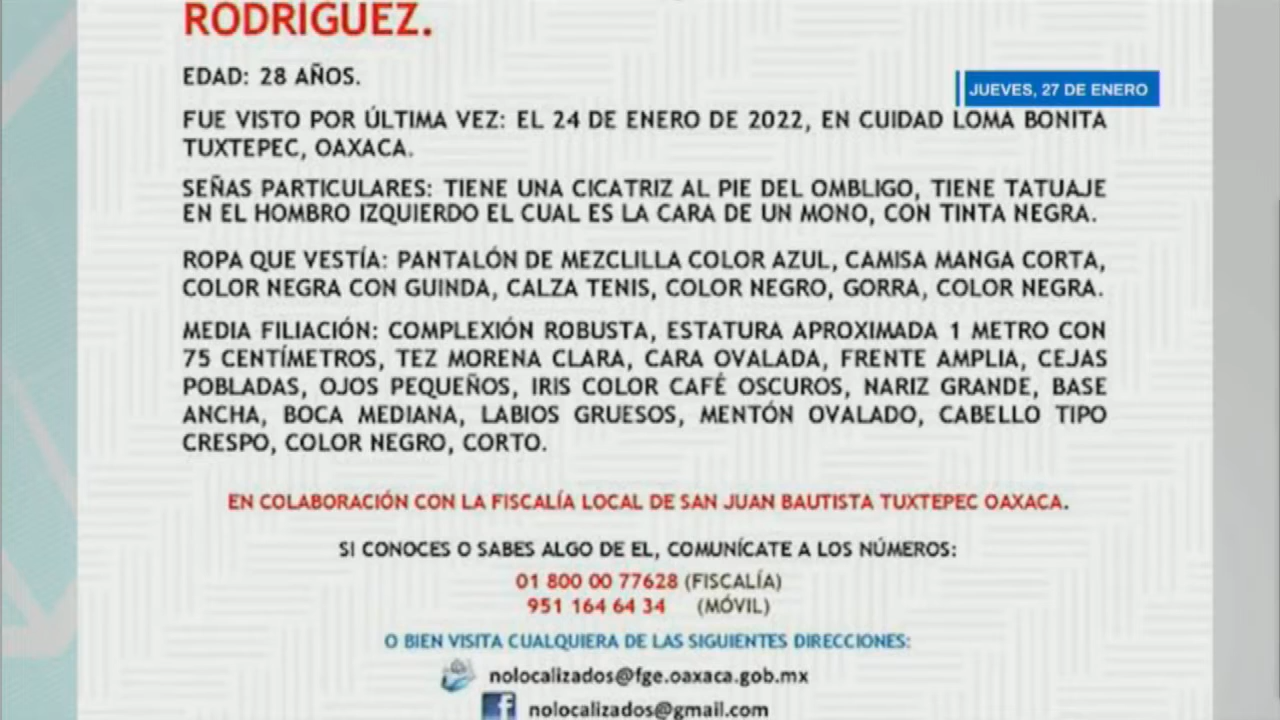 RODRÍGUEZ.
EDAD: 28 AÑOS.
JUEVES, 27 DE ENERO
FUE VISTO POR ÚLTIMA VEZ: EL 24 DE ENERO DE 2022, EN CUIDAD LOMA BONITA
TUXTEPEC, OAXACA.
SEÑAS PARTICULARES: TIENE UNA CICATRIZ AL PIE DEL OMBLIGO, TIENE TATUAJE
EN EL HOMBRO IZQUIERDO EL CUAL ES LA CARA DE UN MONO, CON TINTA NEGRA.
ROPA QUE VESTÍA: PANTALÓN DE MEZCLILLA COLOR AZUL, CAMISA MANGA CORTA,
COLOR NEGRA CON GUINDA, CALZA TENIS, COLOR NEGRO, GORRA, COLOR NEGRA.
MEDIA FILIACIÓN: COMPLEXIÓN ROBUSTA, ESTATURA APROXIMADA 1 METRO CON
75 CENTÍMETROS, TEZ MORENA CLARA, CARA OVALADA, FRENTE AMPLIA, CEJAS
POBLADAS, OJOS PEQUEÑOS, IRIS COLOR CAFÉ OSCUROS, NARIZ GRANDE, BASE
ANCHA, BOCA MEDIANA, LABIOS GRUESOS, MENTÓN OVALADO, CABELLO TIPO
CRESPO, COLOR NEGRO, CORTO.
EN COLABORACIÓN CON LA FISCALÍA LOCAL DE SAN JUAN BAUTISTA TUXTEPEC OAXACA.
SI CONOCES O SABES ALGO DE EL, COMUNÍCATE A LOS NÚMEROS:
01 800 00 77628 (FISCALÍA)
951 164 64 34 (MÓVIL)
O BIEN VISITA CUALQUIERA DE LAS SIGUIENTES DIRECCIONES:
nolocalizados@fge.oaxaca.gob.mx
nolocalizados@gmail.com